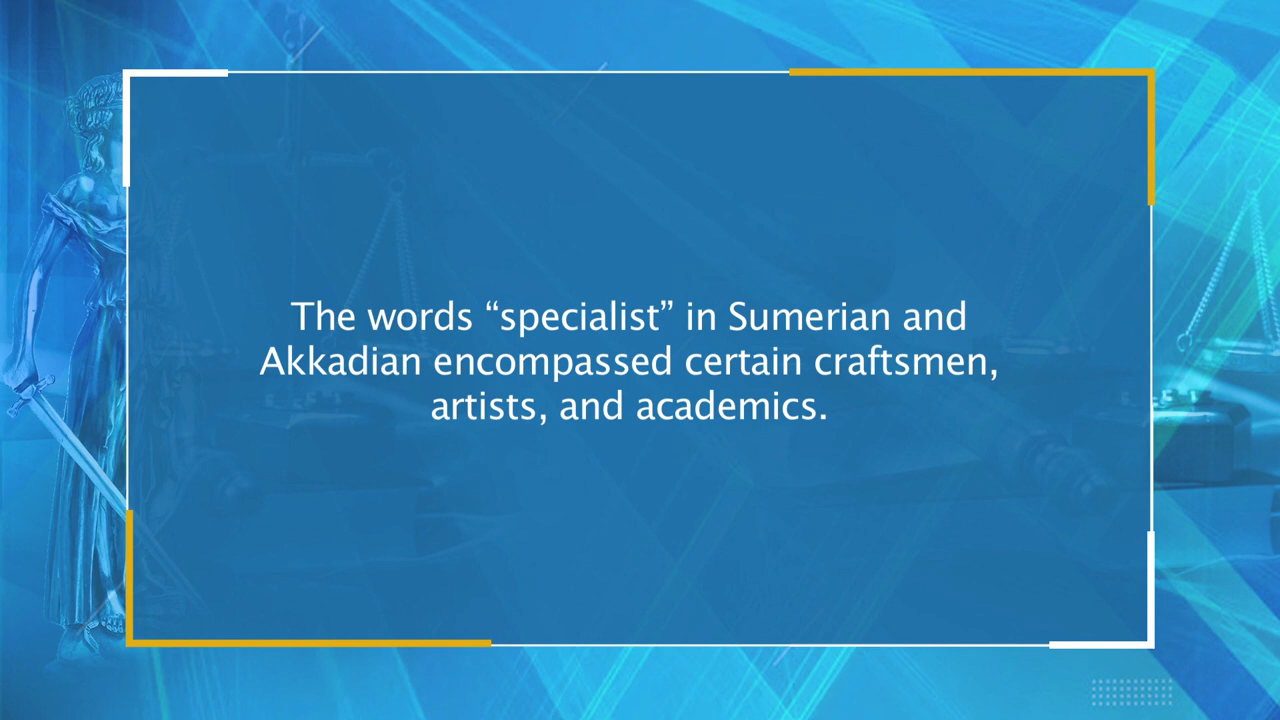 The words “specialist” in Sumerian and
Akkadian encompassed certain craftsmen,
artists, and academics.